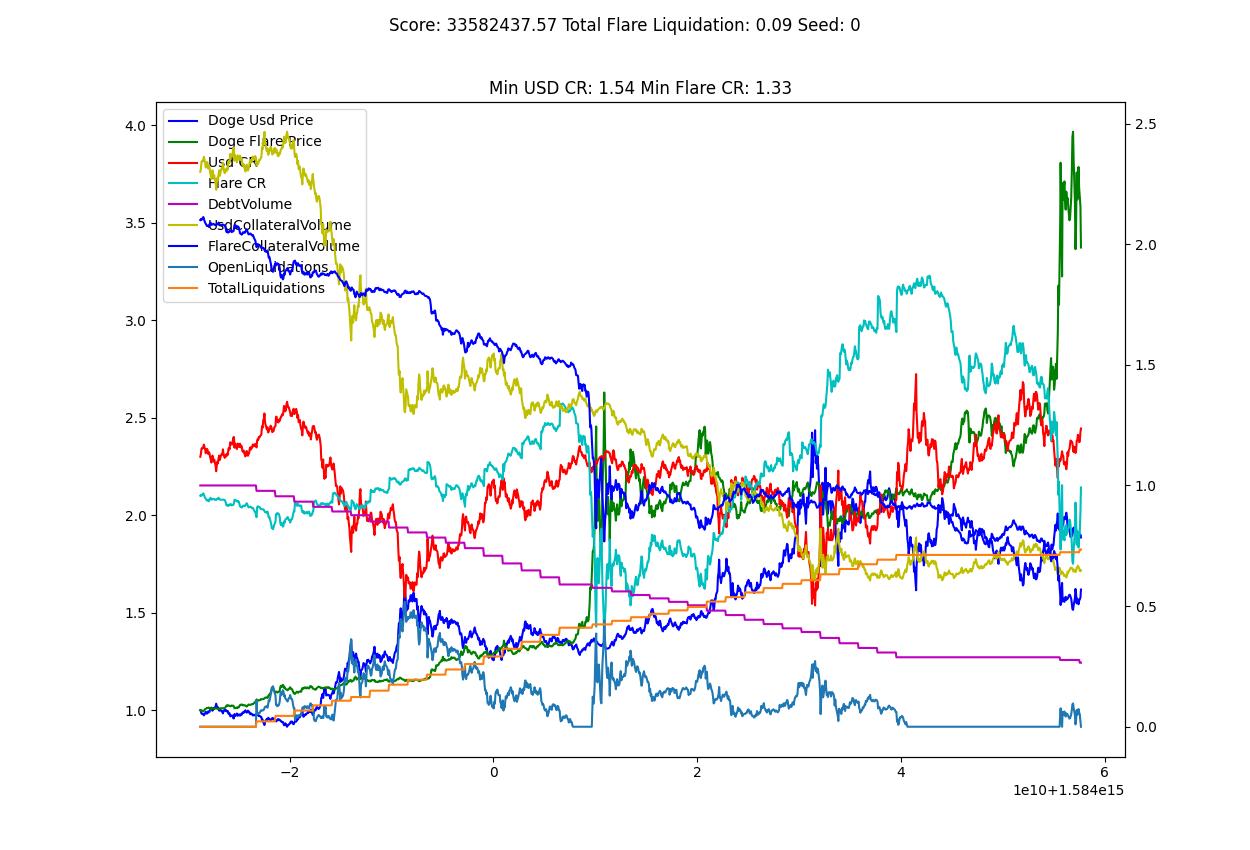 Score: 33582437.57 Total Flare Liquidation: 0.09 Seed: 0
Min USD CR: 1.54 Min Flare CR: 1.33
Doge Usd Price
Doge Flare Price
Usd CR
Flare CR
DebtVolume
UsdCollateralVolume
FlareCollateralVolume
OpenLiquidations
TotalLiquidations
4.0
3.5
3.0
2.5
2.0
1.5
1.0
2.5
2.0
1.5
1.0
0.5
0.0
−2 0 2 4 6
1e10+1.584e15